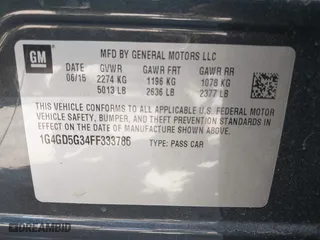 GM
MFD BY GENERAL MOTORS LLC
DATE GVWR GAWR FRT GAWR RR
06/15 2274 KG 1196 KG 1078 KG
5013 LB 2636 LB 2377 LB
THIS VEHICLE CONFORMS TO ALL APPLICABLE U.S. FEDERAL MOTOR
VEHICLE SAFETY, BUMPER, AND THEFT PREVENTION STANDARDS IN
EFFECT ON THE DATE OF MANUFACTURE SHOWN ABOVE.
1G4GD5G34FF333785 TYPE: PASS CAR
DREAMBID